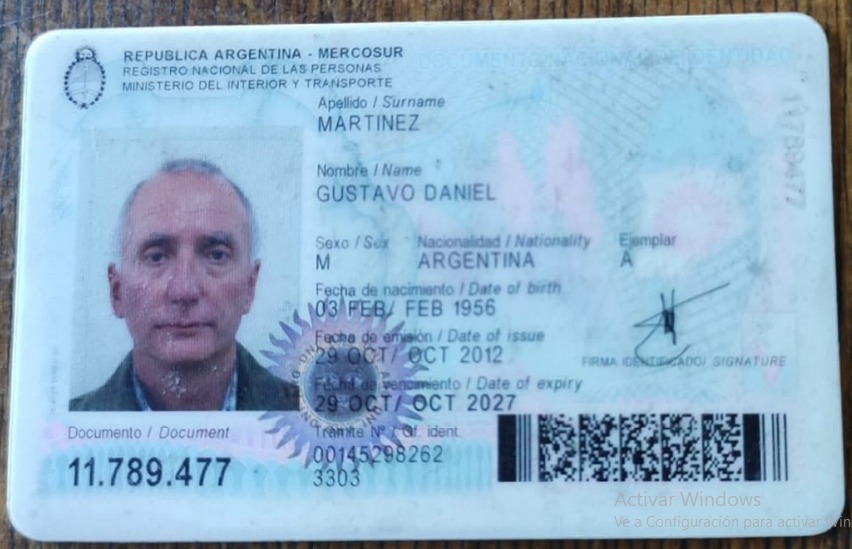 REPUBLICA ARGENTINA - MERCOSUR
REGISTRO NACIONAL DE LAS PERSONAS
MINISTERIO DEL INTERIOR Y TRANSPORTE
DOCUMENTO NACIONAL DE IDENTIDAD
Apellido / Surname
MARTINEZ
Nombre / Name
GUSTAVO DANIEL
Sexo / Sex Nacionalidad / Nationality Ejemplar
M ARGENTINA A
Fecha de nacimiento / Date of birth
03 FEB/ FEB 1956
Fecha de emisión / Date of issue
29 OCT/ OCT 2012
FIRMA IDENTIFICADO/ SIGNATURE
Fecha de vencimiento / Date of expiry
29 OCT/ OCT 2027
Documento / Document
11.789.477
Trámite Nº / Of. ident.
00145298262
3303
Activar Windows
Ve a Configuración para activar Win